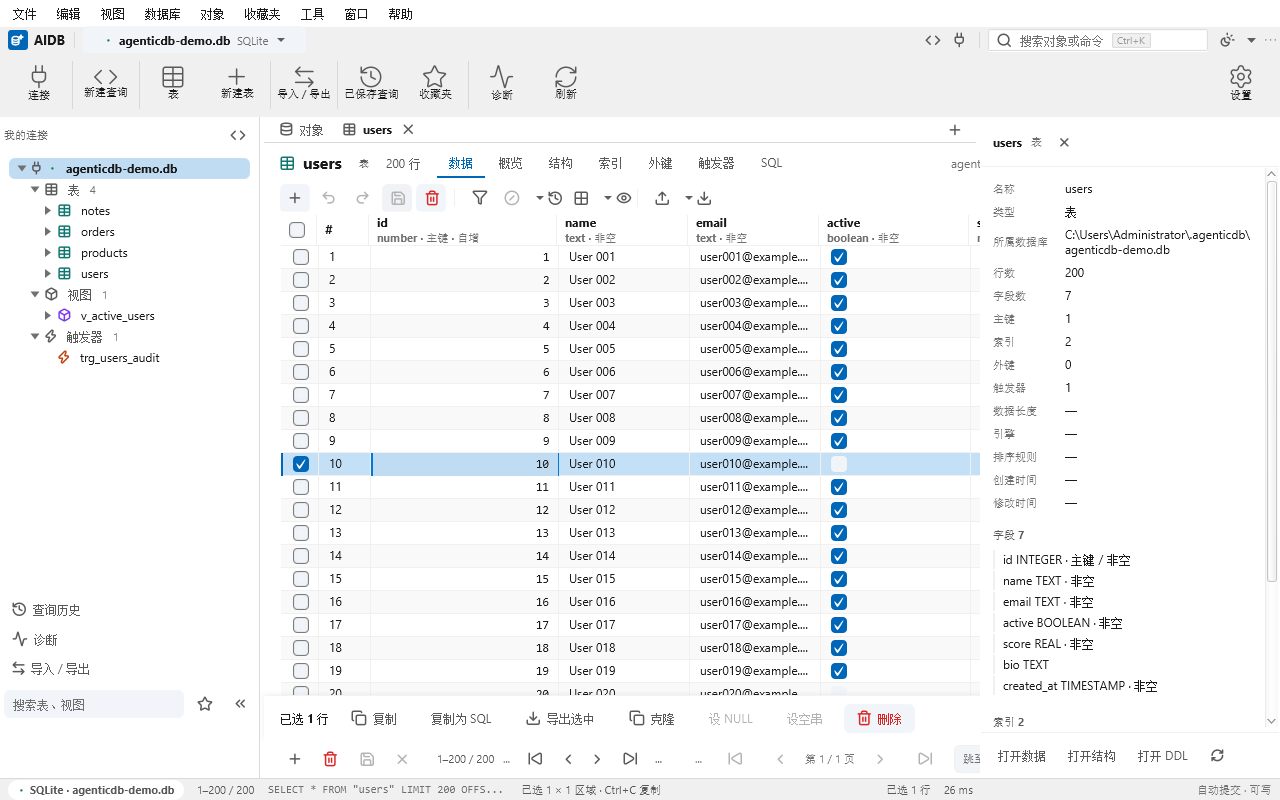 文件 编辑 视图 数据库 对象 收藏夹 工具 窗口 帮助
AIDB · agenticdb-demo.db SQLite 搜索对象或命令 Ctrl+K
连接 新建查询 表 新建表 导入 / 导出 已保存查询 收藏夹 诊断 刷新 设置
我的连接
· agenticdb-demo.db
表 4
notes
orders
products
users
视图 1
v_active_users
触发器 1
trg_users_audit
查询历史
诊断
导入 / 导出
搜索表、视图
对象 users
users 表 200 行 数据 概览 结构 索引 外键 触发器 SQL agent
# id name email active s
number · 主键 · 自增 text · 非空 text · 非空 boolean · 非空
1 1 User 001 user001@example....
2 2 User 002 user002@example....
3 3 User 003 user003@example....
4 4 User 004 user004@example....
5 5 User 005 user005@example....
6 6 User 006 user006@example....
7 7 User 007 user007@example....
8 8 User 008 user008@example....
9 9 User 009 user009@example....
10 10 User 010 user010@example....
11 11 User 011 user011@example....
12 12 User 012 user012@example....
13 13 User 013 user013@example....
14 14 User 014 user014@example....
15 15 User 015 user015@example....
16 16 User 016 user016@example....
17 17 User 017 user017@example....
18 18 User 018 user018@example....
19 19 User 019 user019@example....
20 20 User 020 user020@example....
已选 1 行 复制 复制为 SQL 导出选中 克隆 设 NULL 设空串 删除
1–200 / 200 ... ... ... 第 1 / 1 页 跳至
users 表
名称 users
类型 表
所属数据库 C:\Users\Administrator\.agenticdb\
agenticdb-demo.db
行数 200
字段数 7
主键 1
索引 2
外键 0
触发器 1
数据长度 —
引擎 —
排序规则 —
创建时间 —
修改时间 —
字段 7
id INTEGER · 主键 / 非空
name TEXT · 非空
email TEXT · 非空
active BOOLEAN · 非空
score REAL · 非空
bio TEXT
created_at TIMESTAMP · 非空
索引 2
打开数据 打开结构 打开 DDL
· SQLite · agenticdb-demo.db 1–200 / 200 SELECT * FROM "users" LIMIT 200 OFFS... 已选 1 × 1 区域 · Ctrl+C 复制 已选 1 行 26 ms 自动提交 · 可写